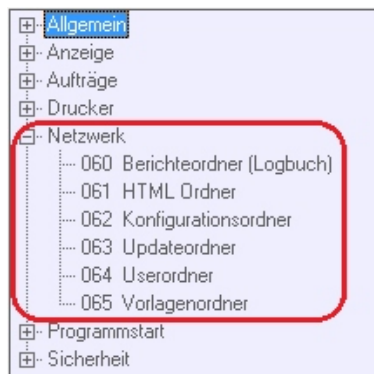 Allgemein
Anzeige
Aufträge
Drucker
Netzwerk
060 Berichteordner (Logbuch)
061 HTML Ordner
062 Konfigurationsordner
063 Updateordner
064 Userordner
065 Vorlagenordner
Programmstart
Sicherheit